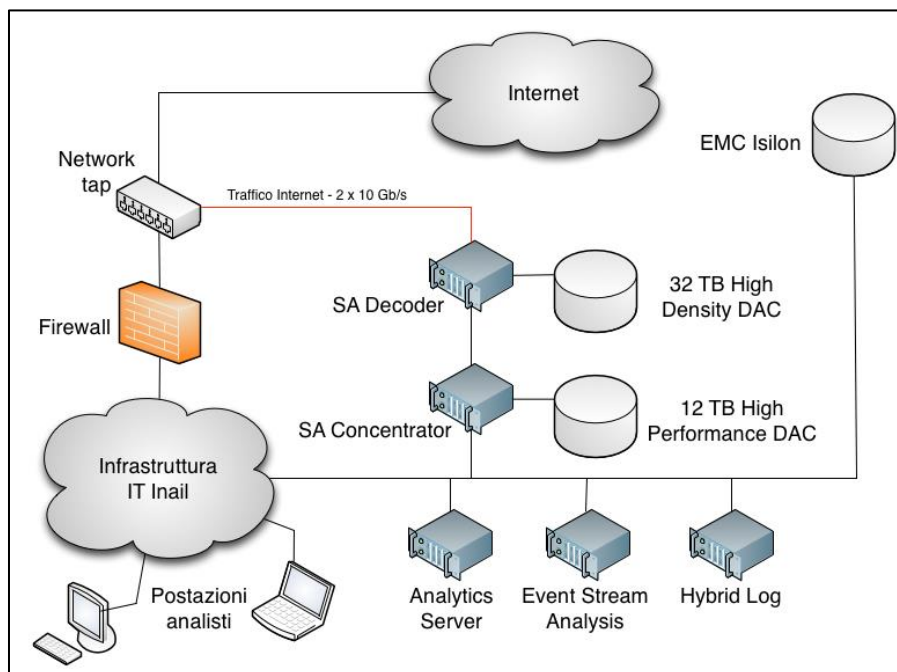 Internet
EMC Isilon
Network
tap
Traffico Internet - 2 x 10 Gb/s
SA Decoder
32 TB High
Density DAC
Firewall
SA Concentrator
12 TB High
Performance DAC
Infrastruttura
IT Inail
Postazioni
analisti
Analytics
Server
Event Stream
Analysis
Hybrid Log